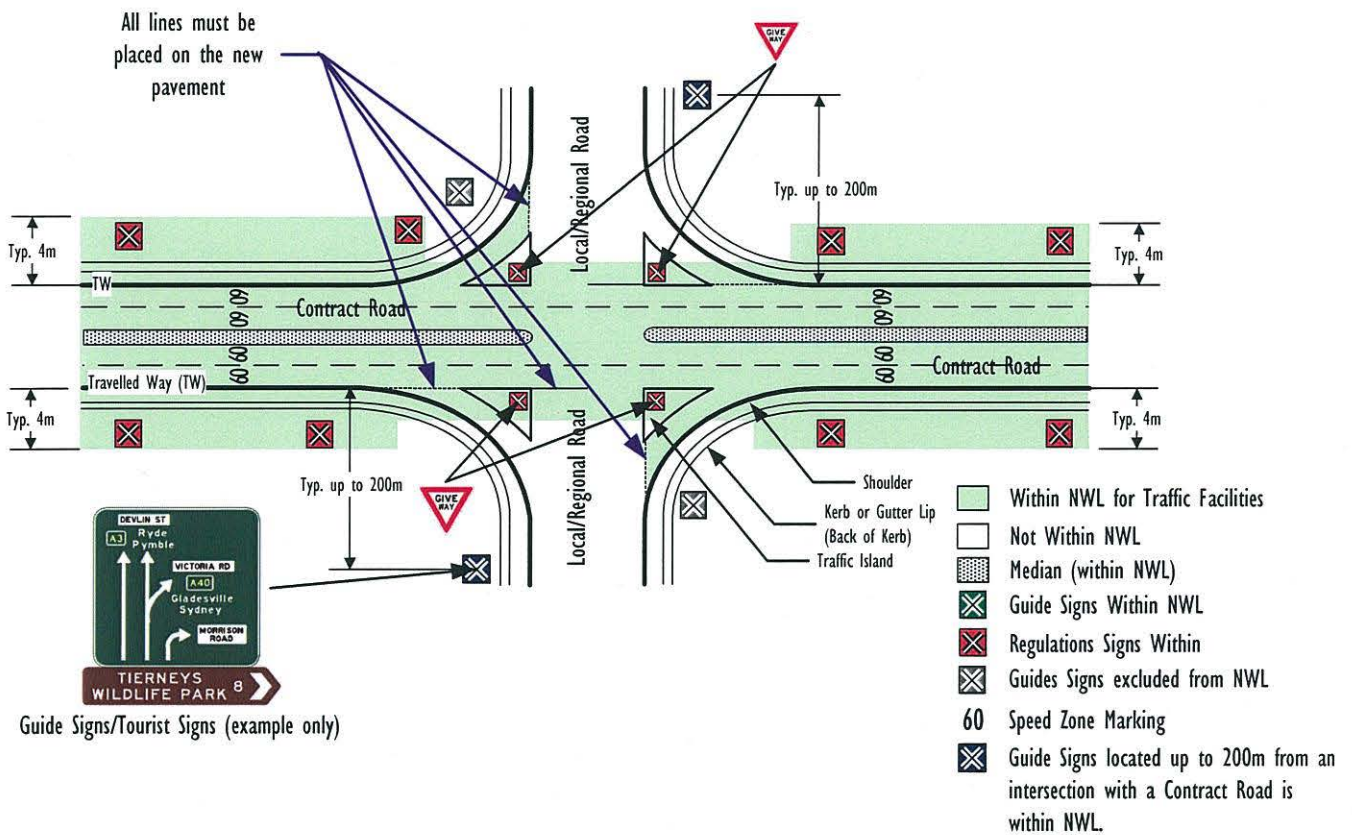 All lines must be
placed on the new
pavement
GIVE
WAY
Local/Regional Road
Typ. up to 200m
Typ. 4m
Typ. 4m
TW
60 60
Contract Road
60 60
60 60
60 60
Contract Road
Travelled Way (TW)
Typ. 4m
Typ. 4m
Typ. up to 200m
Local/Regional Road
GIVE
WAY
Shoulder
Kerb or Gutter Lip
(Back of Kerb)
Traffic Island
DEVLIN ST
A3
Ryde
Pymble
VICTORIA RD
A40
Gladesville
Sydney
MORRISON
ROAD
TIERNEYS
WILDLIFE PARK 8
Guide Signs/Tourist Signs (example only)
Within NWL for Traffic Facilities
Not Within NWL
Median (within NWL)
Guide Signs Within NWL
Regulations Signs Within
Guides Signs excluded from NWL
60 Speed Zone Marking
Guide Signs located up to 200m from an
intersection with a Contract Road is
within NWL.